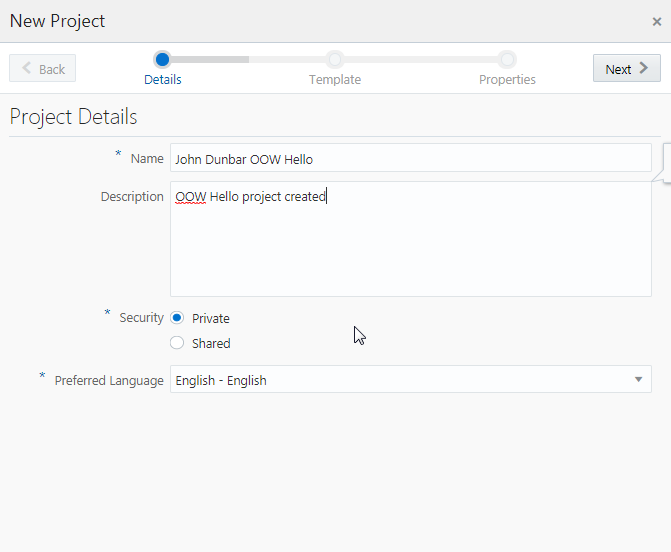 New Project ×
Back Next
Details Template Properties
Project Details
* Name John Dunbar OOW Hello
Description OOW Hello project created
* Security Private
Shared
* Preferred Language English - English